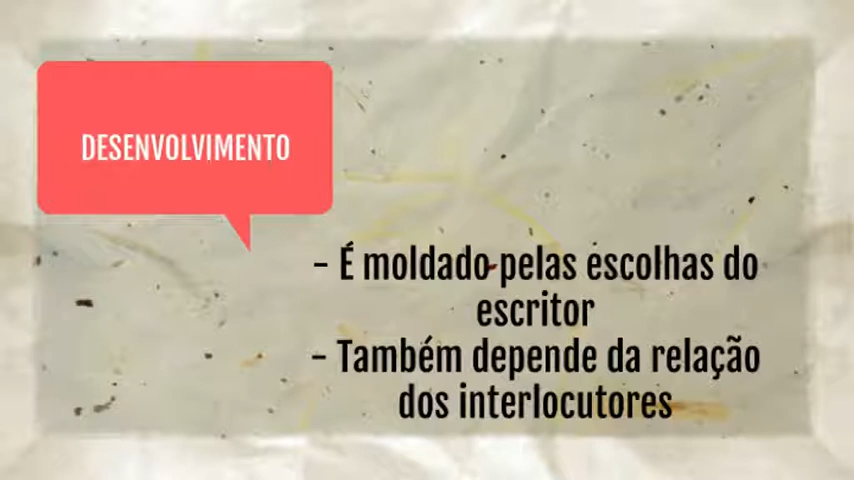 DESENVOLVIMENTO
- É moldado pelas escolhas do
escritor
- Também depende da relação
dos interlocutores